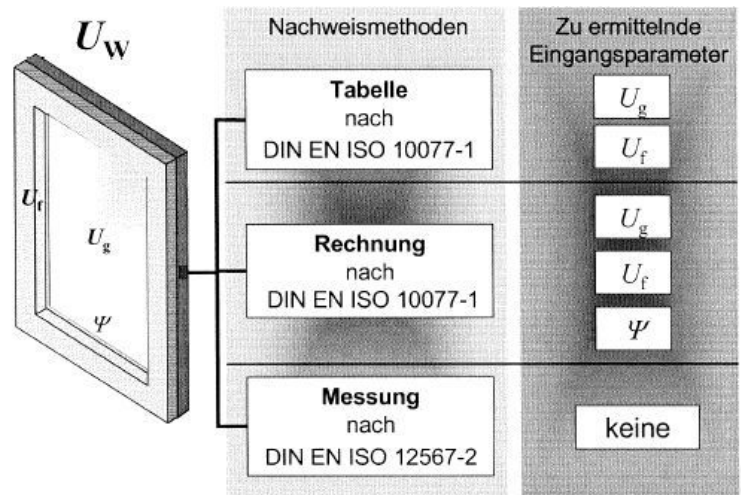 U_W
U_f
U_g
Ψ
Nachweismethoden
Zu ermittelnde
Eingangsparameter
Tabelle
nach
DIN EN ISO 10077-1
U_g
U_f
Rechnung
nach
DIN EN ISO 10077-1
U_g
U_f
Ψ
Messung
nach
DIN EN ISO 12567-2
keine